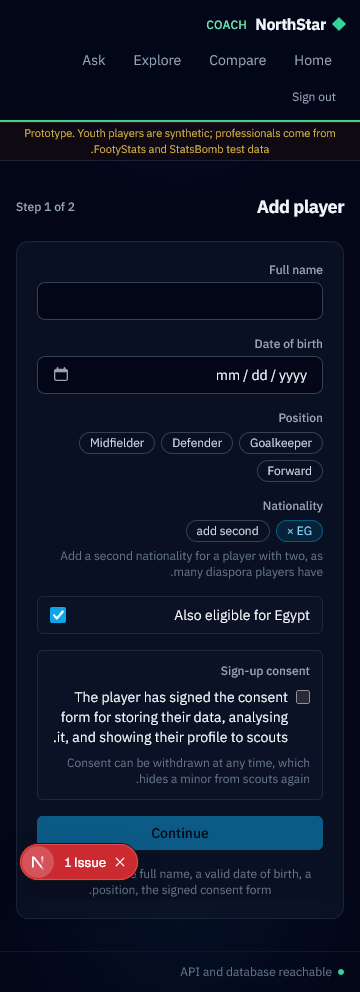 NorthStar COACH
Home Compare Explore Ask
Sign out
Prototype. Youth players are synthetic; professionals come from
.FootyStats and StatsBomb test data
Add player
Step 1 of 2
Full name
Date of birth
mm / dd / yyyy
Position
Goalkeeper Defender Midfielder
Forward
Nationality
× EG add second
Add a second nationality for a player with two, as
.many diaspora players have
Also eligible for Egypt
Sign-up consent
The player has signed the consent
form for storing their data, analysing
.it, and showing their profile to scouts
Consent can be withdrawn at any time, which
.hides a minor from scouts again
Continue
N 1 Issue ×
full name, a valid date of birth, a
.position, the signed consent form
API and database reachable